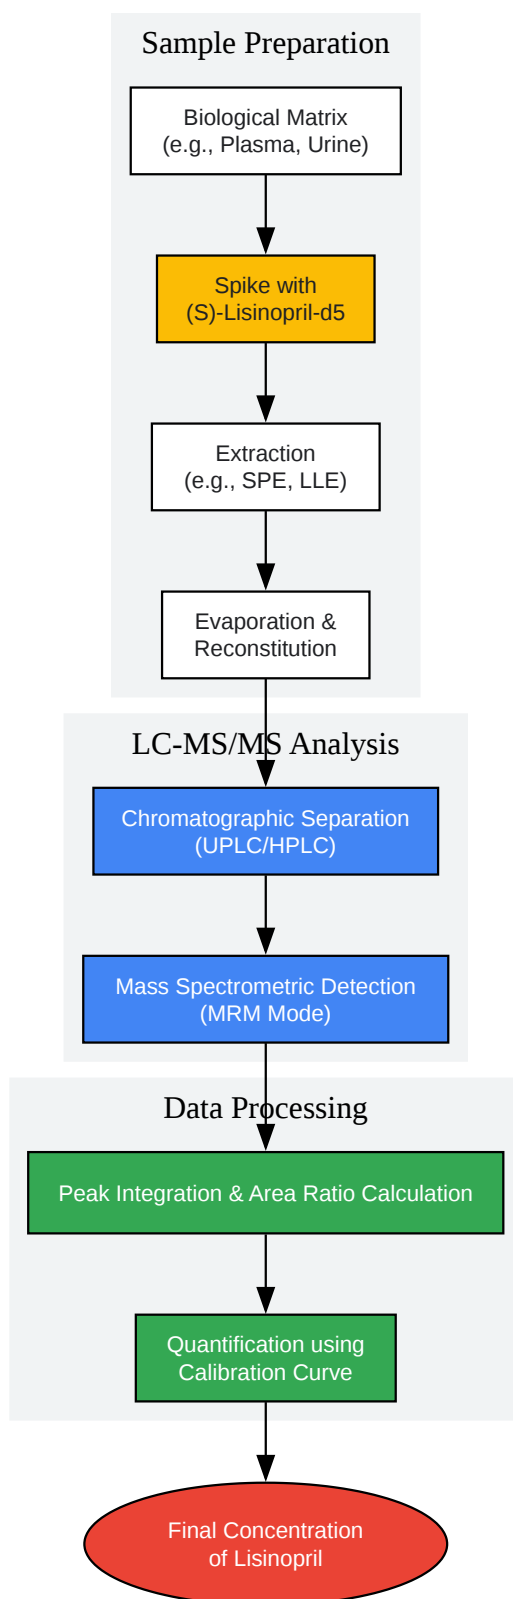 Sample Preparation
Biological Matrix
(e.g., Plasma, Urine)
Spike with
(S)-Lisinopril-d5
Extraction
(e.g., SPE, LLE)
Evaporation &
Reconstitution
LC-MS/MS Analysis
Chromatographic Separation
(UPLC/HPLC)
Mass Spectrometric Detection
(MRM Mode)
Data Processing
Peak Integration & Area Ratio Calculation
Quantification using
Calibration Curve
Final Concentration
of Lisinopril